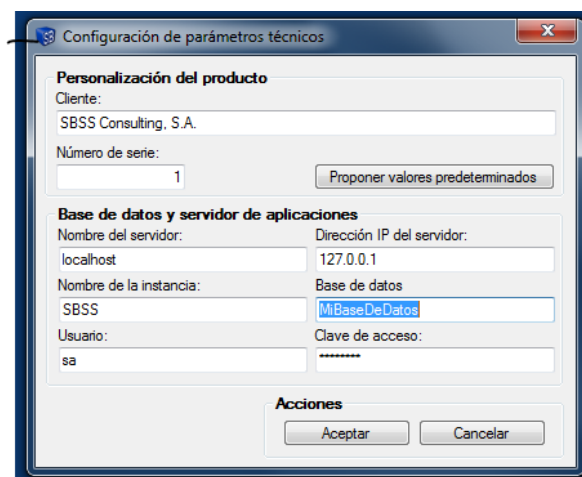 Configuración de parámetros técnicos
Personalización del producto
Cliente:
SBSS Consulting, S.A.
Número de serie:
1
Proponer valores predeterminados
Base de datos y servidor de aplicaciones
Nombre del servidor:
Dirección IP del servidor:
localhost
127.0.0.1
Nombre de la instancia:
Base de datos
SBSS
MiBaseDeDatos
Usuario:
Clave de acceso:
sa
********
Acciones
Aceptar
Cancelar